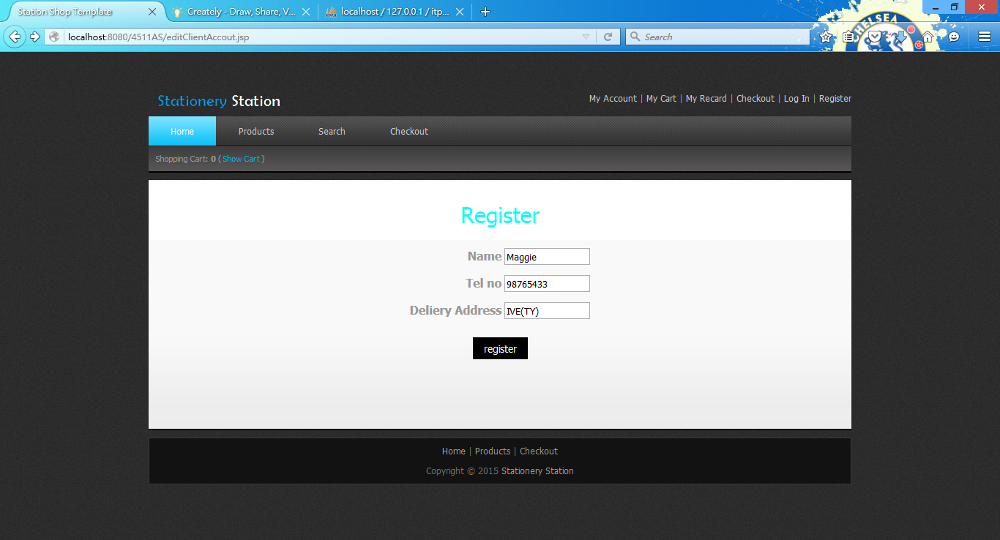 Station Shop Template
Creately - Draw, Share, V...
localhost / 127.0.0.1 / itp...
localhost:8080/4511AS/editClientAccout.jsp
Search
CHELSEA
Stationery Station
My Account | My Cart | My Recard | Checkout | Log In | Register
Home
Products
Search
Checkout
Shopping Cart: 0 ( Show Cart )
Register
Name Maggie
Tel no 98765433
Deliery Address IVE(TY)
register
Home | Products | Checkout
Copyright © 2015 Stationery Station